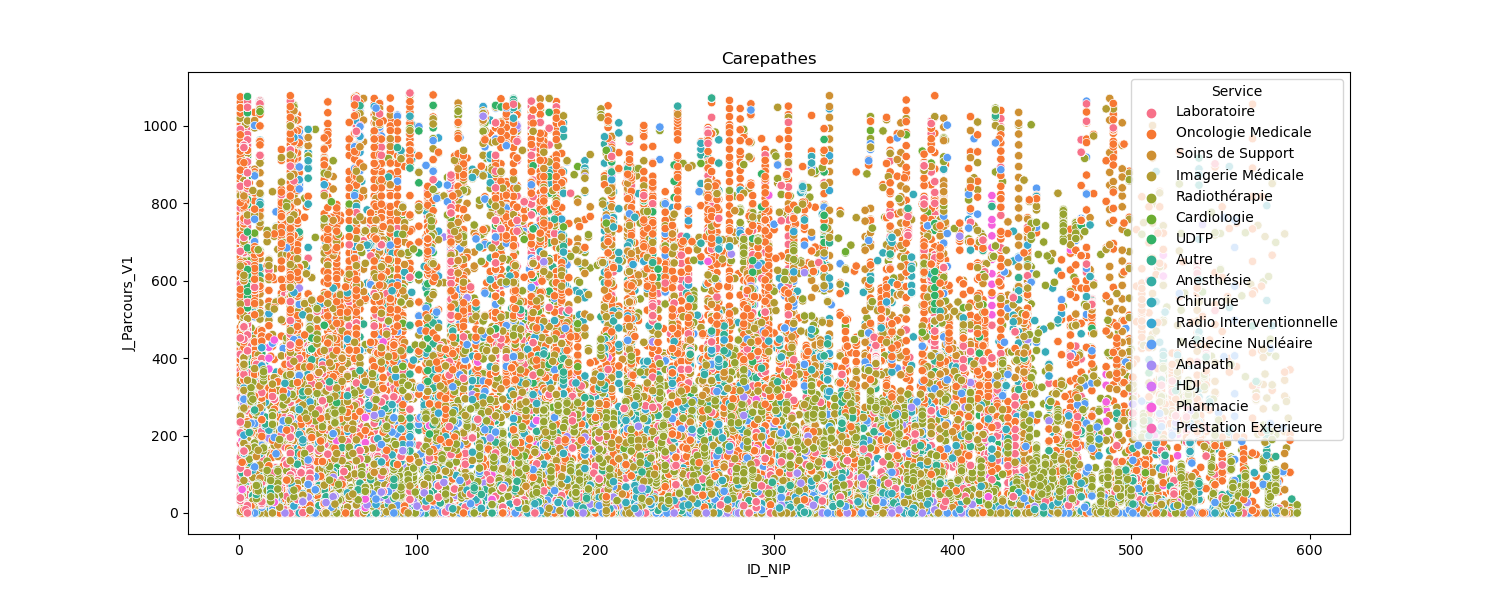 Carepathes
J_Parcours_V1
1000
800
600
400
200
0
0 100 200 300 400 500 600
ID_NIP
Service
Laboratoire
Oncologie Medicale
Soins de Support
Imagerie Médicale
Radiothérapie
Cardiologie
UDTP
Autre
Anesthésie
Chirurgie
Radio Interventionnelle
Médecine Nucléaire
Anapath
HDJ
Pharmacie
Prestation Exterieure